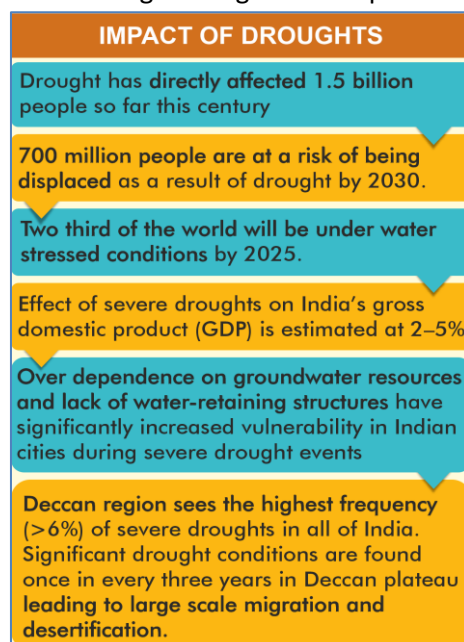 IMPACT OF DROUGHTS
Drought has directly affected 1.5 billion
people so far this century
700 million people are at a risk of being
displaced as a result of drought by 2030.
Two third of the world will be under water
stressed conditions by 2025.
Effect of severe droughts on India's gross
domestic product (GDP) is estimated at 2–5%
Over dependence on groundwater resources
and lack of water-retaining structures have
significantly increased vulnerability in Indian
cities during severe drought events
Deccan region sees the highest frequency
(>6%) of severe droughts in all of India.
Significant drought conditions are found
once in every three years in Deccan plateau
leading to large scale migration and
desertification.